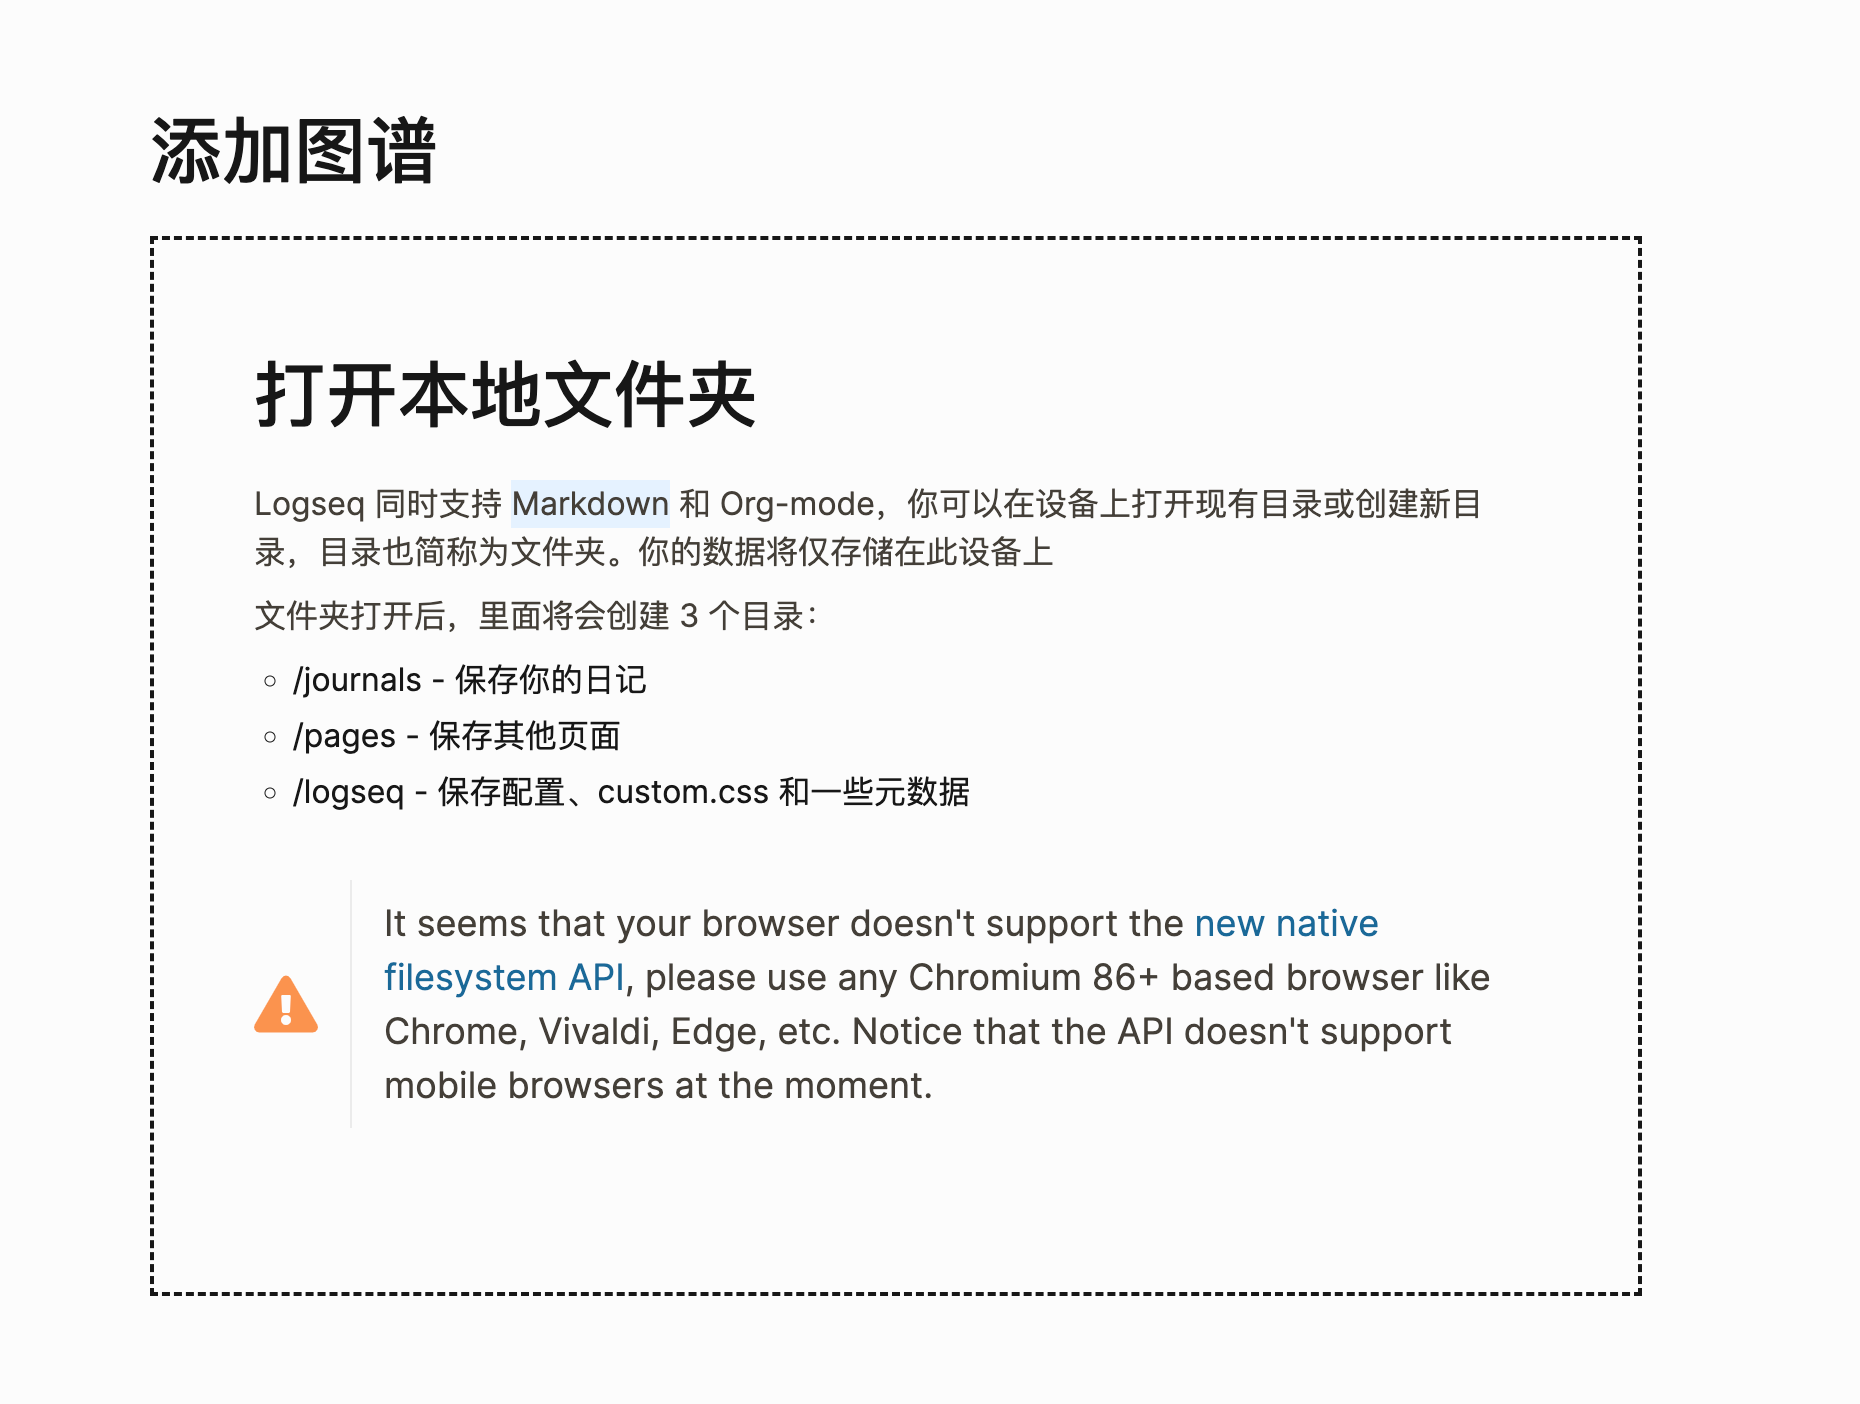 添加图谱
打开本地文件夹
Logseq 同时支持 Markdown 和 Org-mode，你可以在设备上打开现有目录或创建新目
录，目录也简称为文件夹。你的数据将仅存储在此设备上
文件夹打开后，里面将会创建 3 个目录：
/journals - 保存你的日记
/pages - 保存其他页面
/logseq - 保存配置、custom.css 和一些元数据
It seems that your browser doesn't support the new native
filesystem API, please use any Chromium 86+ based browser like
Chrome, Vivaldi, Edge, etc. Notice that the API doesn't support
mobile browsers at the moment.